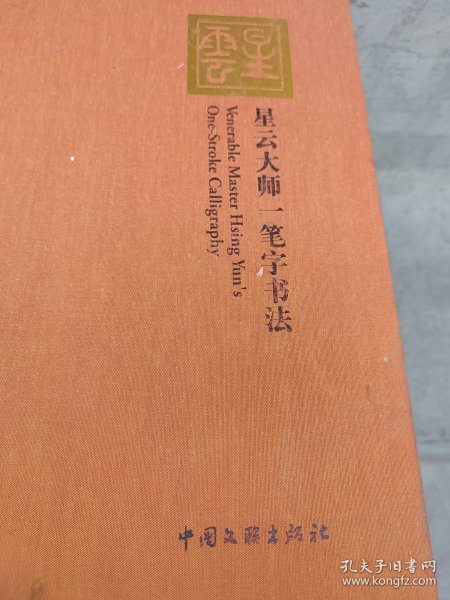 星雲
星云大师一笔字书法
Venerable Master Hsing Yun's
One-Stroke Calligraphy
中国文联出版社
孔夫子旧书网
www.kongfz.com